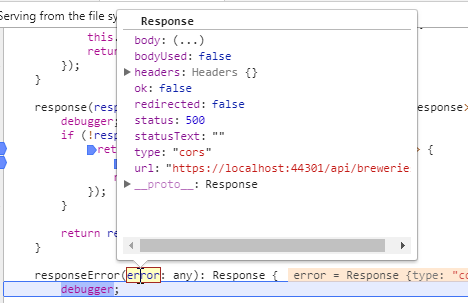 Serving from the file sy
Response
body: (...)
bodyUsed: false
headers: Headers {}
ok: false
redirected: false
status: 500
statusText: ""
type: "cors"
url: "https://localhost:44301/api/brewerie
__proto__: Response
this.
retu
});
}
response(resp
esponse>
debugger;
if (!resp
ret
> {
});
}
return re
}
responseError(error: any): Response { error = Response {type: "co
debugger;